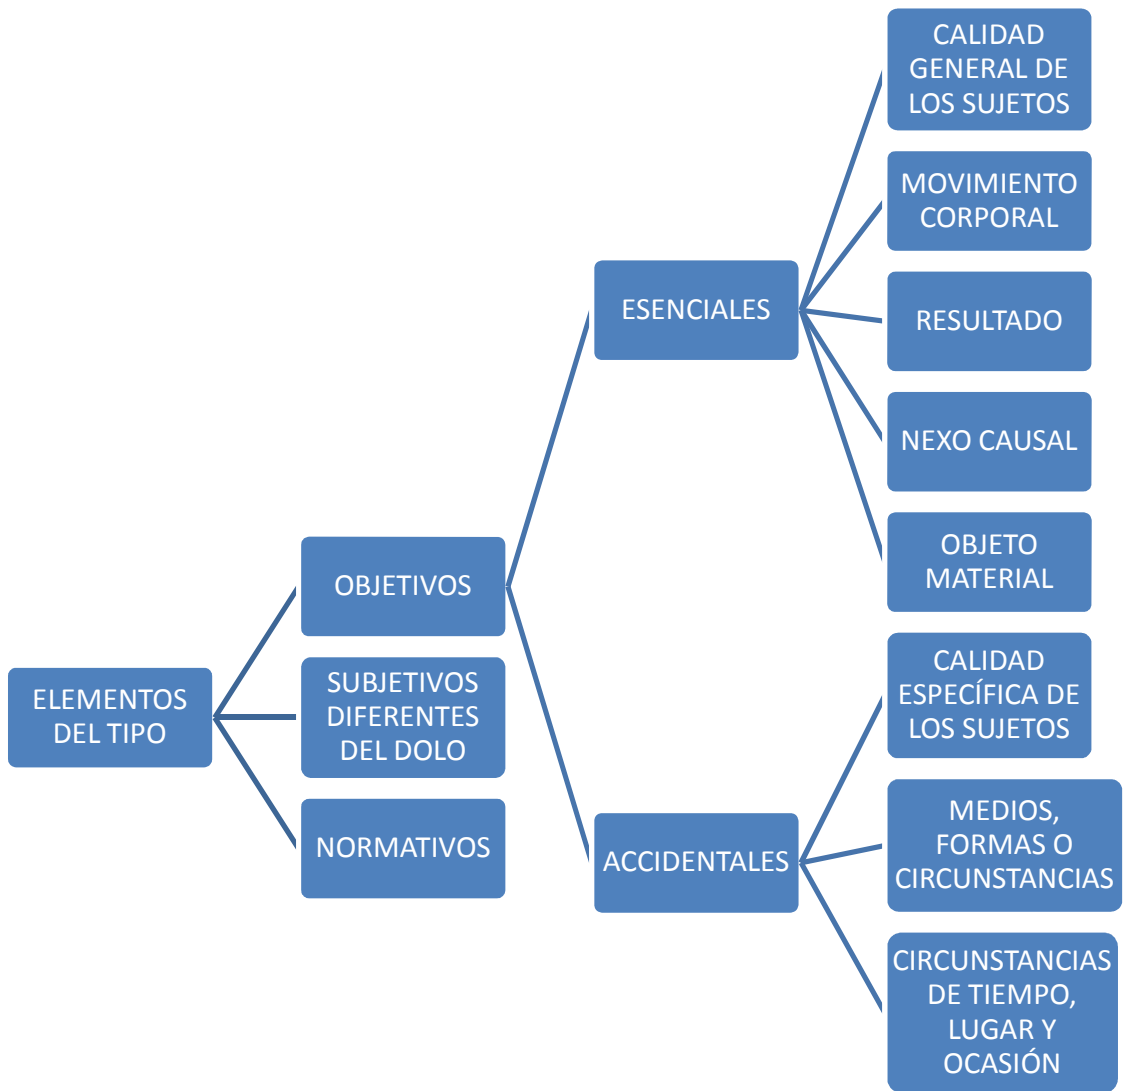 ELEMENTOS
DEL TIPO
OBJETIVOS
SUBJETIVOS
DIFERENTES
DEL DOLO
NORMATIVOS
ESENCIALES
ACCIDENTALES
CALIDAD
GENERAL DE
LOS SUJETOS
MOVIMIENTO
CORPORAL
RESULTADO
NEXO CAUSAL
OBJETO
MATERIAL
CALIDAD
ESPECÍFICA DE
LOS SUJETOS
MEDIOS,
FORMAS O
CIRCUNSTANCIAS
CIRCUNSTANCIAS
DE TIEMPO,
LUGAR Y
OCASIÓN